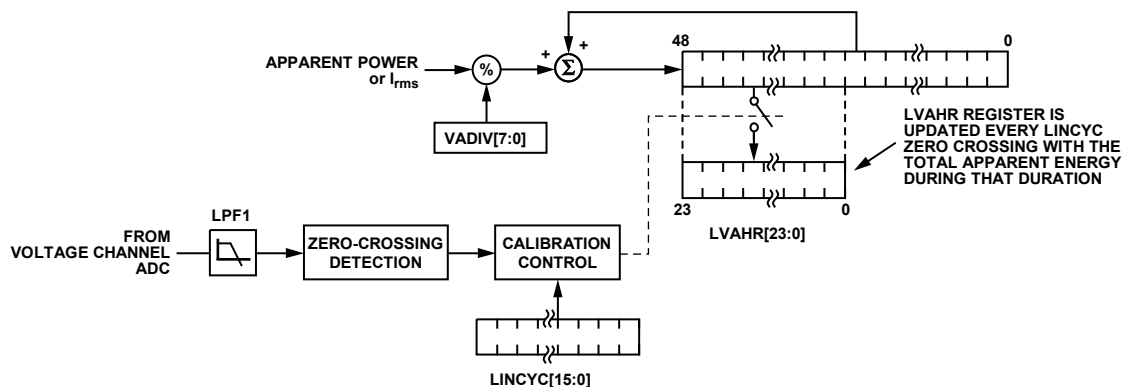 48
0
+
+
APPARENT POWER
or Irms
%
Σ
VADIV[7:0]
LVAHR REGISTER IS
UPDATED EVERY LINCYC
ZERO CROSSING WITH THE
TOTAL APPARENT ENERGY
DURING THAT DURATION
23
0
LVAHR[23:0]
LPF1
FROM
VOLTAGE CHANNEL
ADC
ZERO-CROSSING
DETECTION
CALIBRATION
CONTROL
LINCYC[15:0]